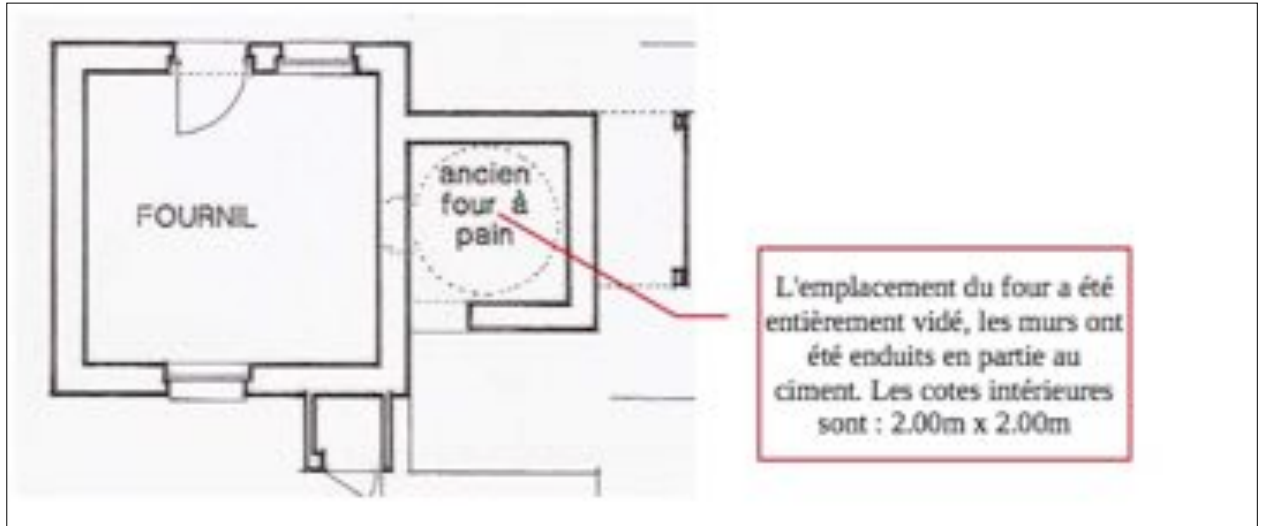 FOURNIL
ancien
four à
pain
L'emplacement du four a été
entièrement vidé, les murs ont
été enduits en partie au
ciment. Les cotes intérieures
sont : 2.00m x 2.00m